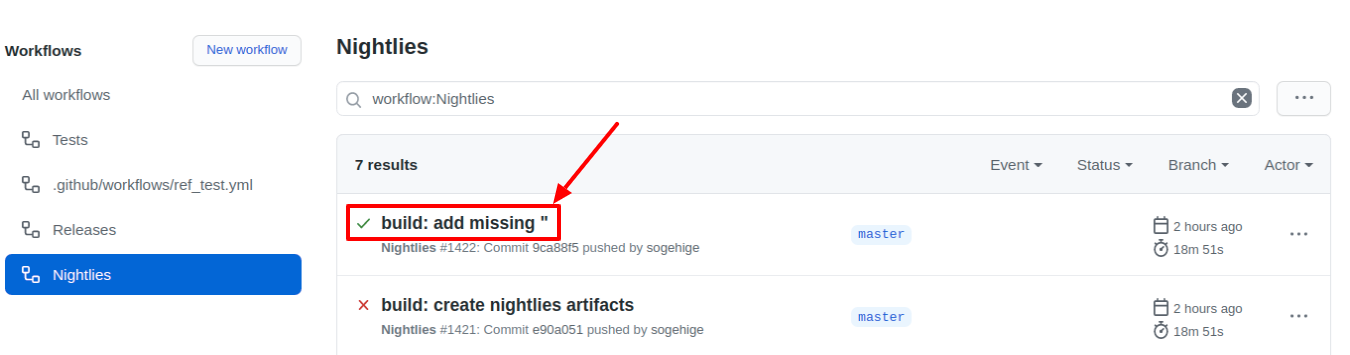 Workflows
New workflow
All workflows
Tests
.github/workflows/ref_test.yml
Releases
Nightlies
Nightlies
workflow:Nightlies
7 results
Event
Status
Branch
Actor
build: add missing "
Nightlies #1422: Commit 9ca88f5 pushed by sogehige
master
2 hours ago
18m 51s
build: create nightlies artifacts
Nightlies #1421: Commit e90a051 pushed by sogehige
master
2 hours ago
18m 51s